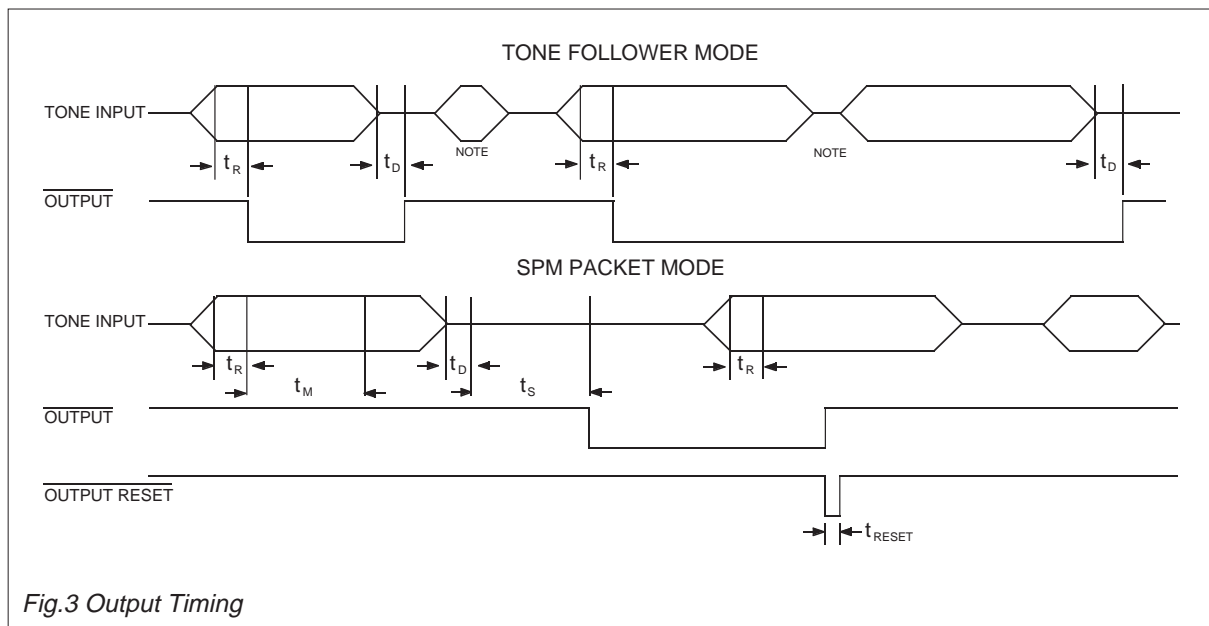 TONE FOLLOWER MODE
TONE INPUT
NOTE
NOTE
tR
tD
tR
tD
OUTPUT
SPM PACKET MODE
TONE INPUT
tR
tD
tR
tM
tS
OUTPUT
OUTPUT RESET
tRESET
Fig.3 Output Timing